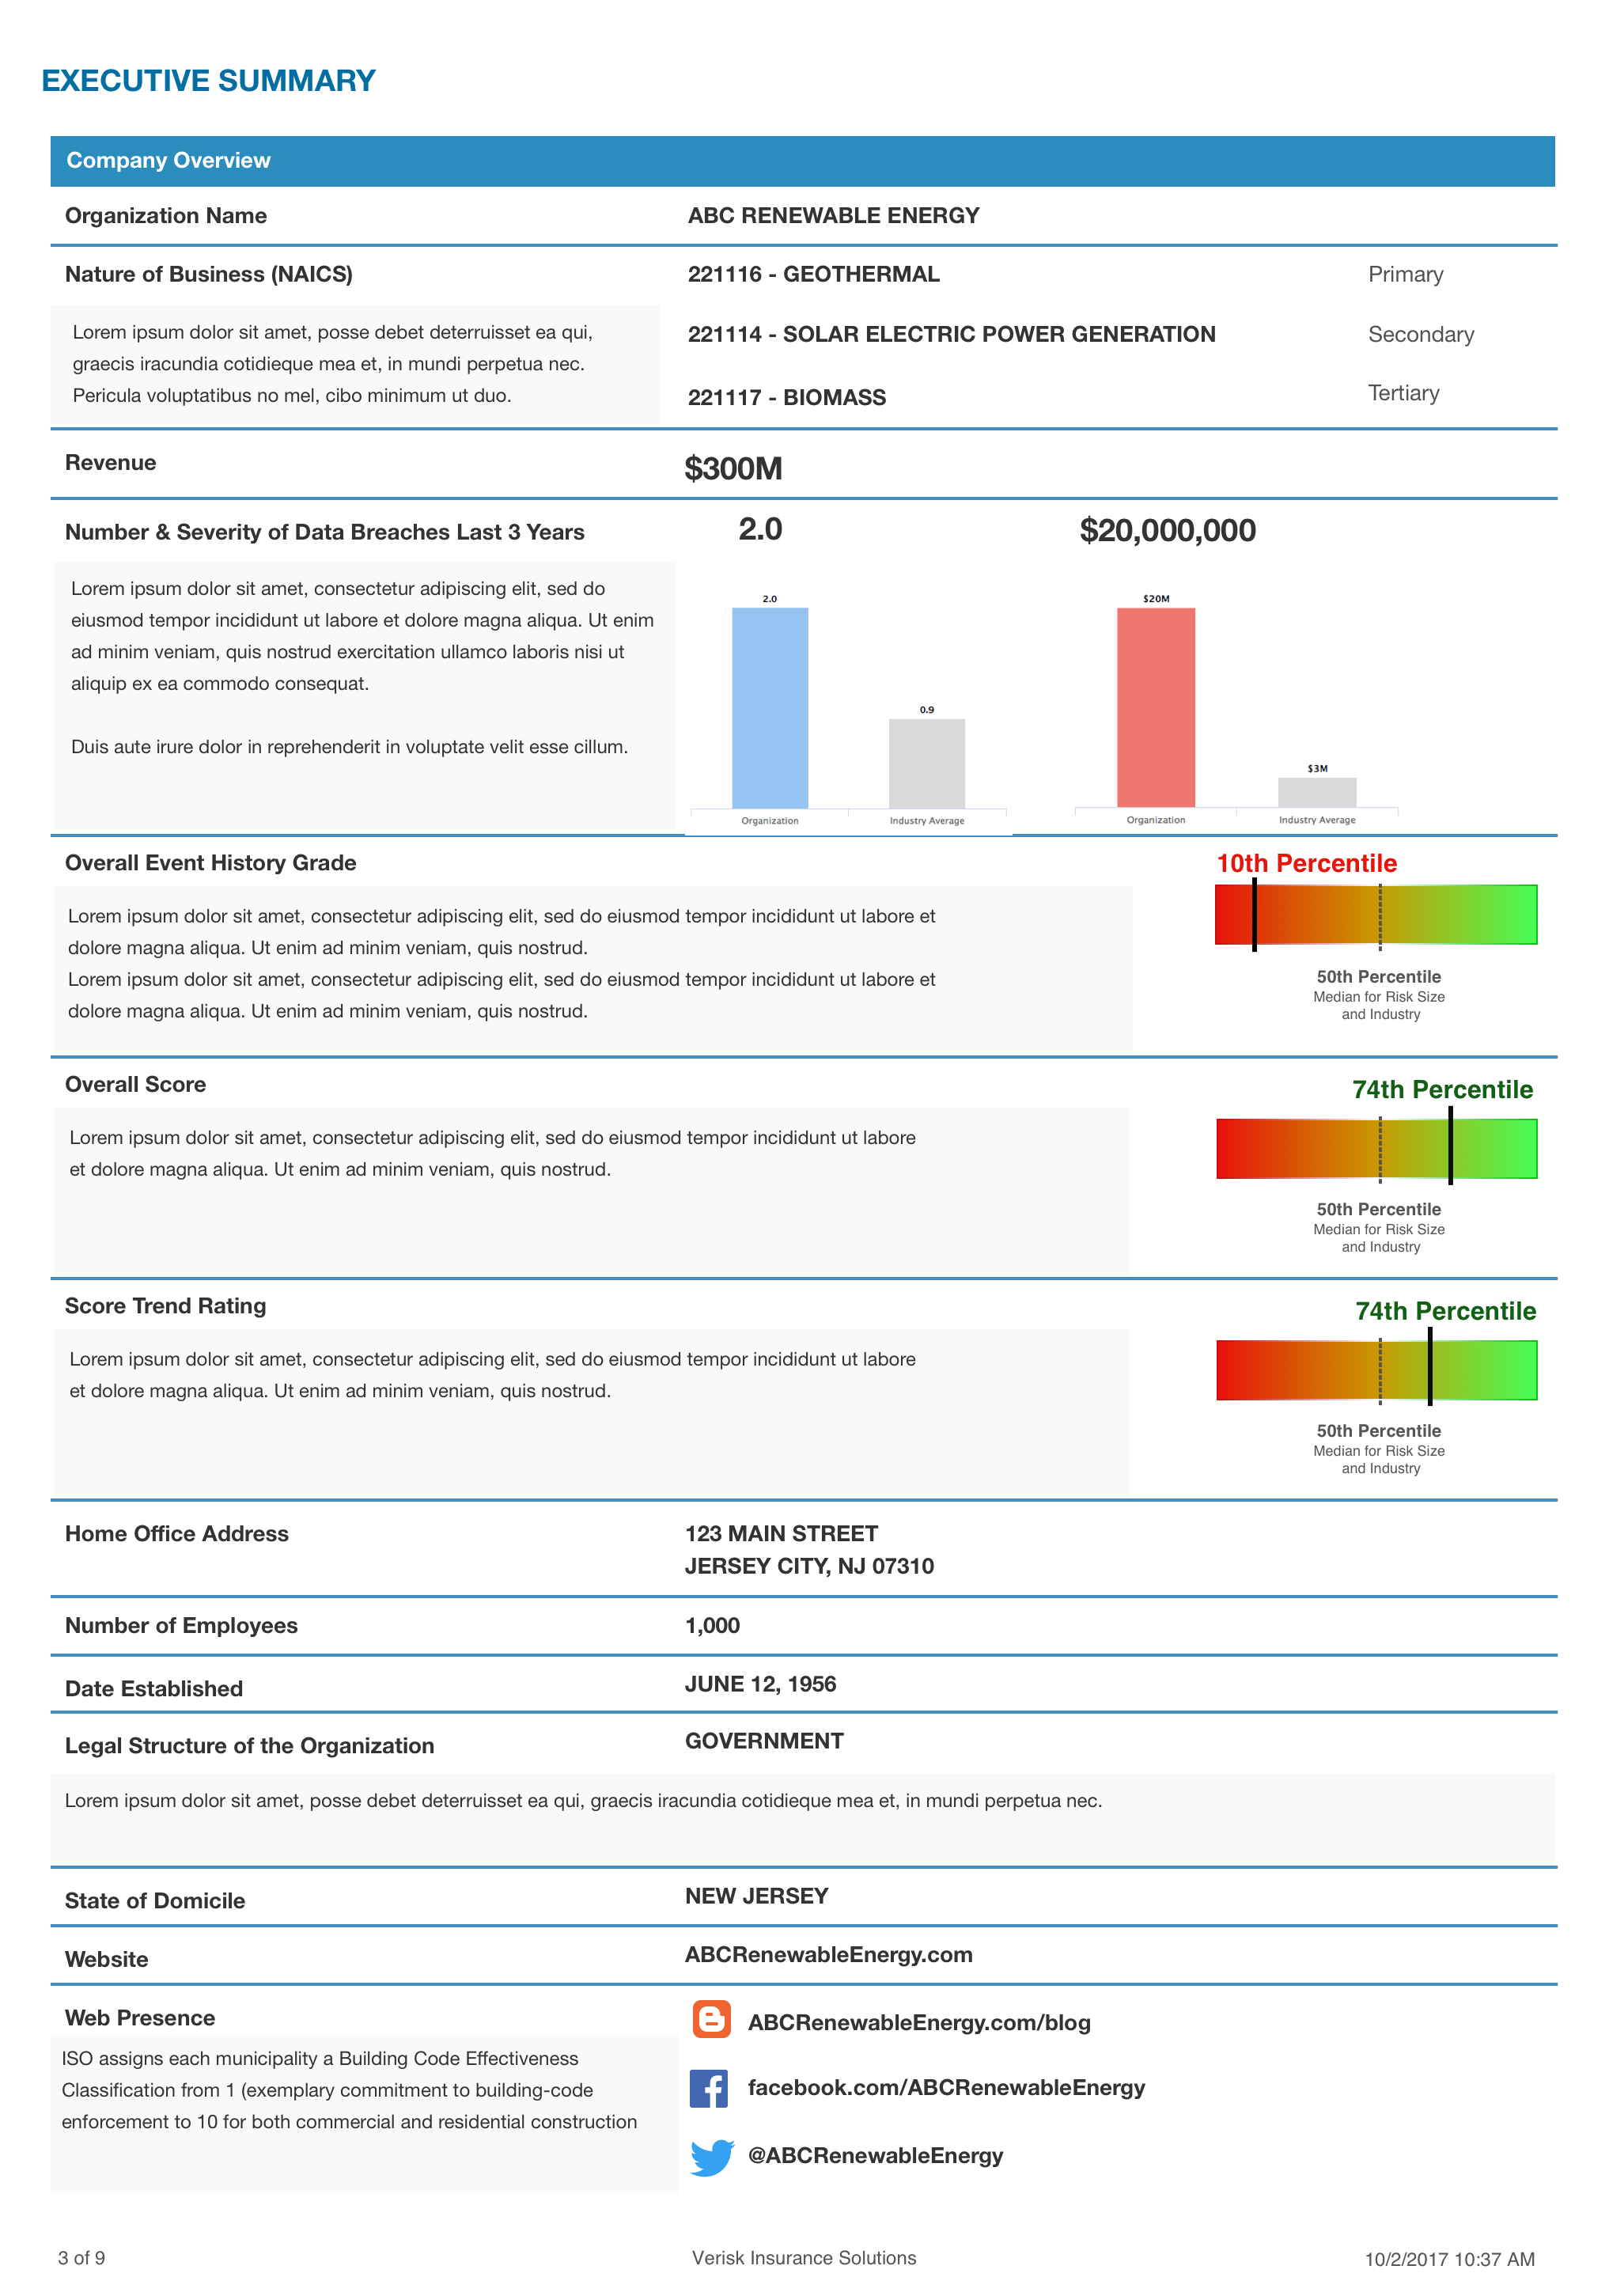 EXECUTIVE SUMMARY
Company Overview
Organization Name
ABC RENEWABLE ENERGY
Nature of Business (NAICS)
Lorem ipsum dolor sit amet, posse debet deterruisset ea qui,
graecis iracundia cotidieque mea et, in mundi perpetua nec.
Pericula voluptatibus no mel, cibo minimum ut duo.
221116 - GEOTHERMAL
Primary
221114 - SOLAR ELECTRIC POWER GENERATION
Secondary
221117 - BIOMASS
Tertiary
Revenue
$300M
Number & Severity of Data Breaches Last 3 Years
Lorem ipsum dolor sit amet, consectetur adipiscing elit, sed do
eiusmod tempor incididunt ut labore et dolore magna aliqua. Ut enim
ad minim veniam, quis nostrud exercitation ullamco laboris nisi ut
aliquip ex ea commodo consequat.
Duis aute irure dolor in reprehenderit in voluptate velit esse cillum.
2.0
2.0
0.9
Organization
Industry Average
$20,000,000
$20M
$3M
Organization
Industry Average
Overall Event History Grade
Lorem ipsum dolor sit amet, consectetur adipiscing elit, sed do eiusmod tempor incididunt ut labore et
dolore magna aliqua. Ut enim ad minim veniam, quis nostrud.
Lorem ipsum dolor sit amet, consectetur adipiscing elit, sed do eiusmod tempor incididunt ut labore et
dolore magna aliqua. Ut enim ad minim veniam, quis nostrud.
10th Percentile
50th Percentile
Median for Risk Size
and Industry
Overall Score
Lorem ipsum dolor sit amet, consectetur adipiscing elit, sed do eiusmod tempor incididunt ut labore
et dolore magna aliqua. Ut enim ad minim veniam, quis nostrud.
74th Percentile
50th Percentile
Median for Risk Size
and Industry
Score Trend Rating
Lorem ipsum dolor sit amet, consectetur adipiscing elit, sed do eiusmod tempor incididunt ut labore
et dolore magna aliqua. Ut enim ad minim veniam, quis nostrud.
74th Percentile
50th Percentile
Median for Risk Size
and Industry
Home Office Address
123 MAIN STREET
JERSEY CITY, NJ 07310
Number of Employees
1,000
Date Established
JUNE 12, 1956
Legal Structure of the Organization
GOVERNMENT
Lorem ipsum dolor sit amet, posse debet deterruisset ea qui, graecis iracundia cotidieque mea et, in mundi perpetua nec.
State of Domicile
NEW JERSEY
Website
ABCRenewableEnergy.com
Web Presence
ISO assigns each municipality a Building Code Effectiveness
Classification from 1 (exemplary commitment to building-code
enforcement to 10 for both commercial and residential construction
ABCRenewableEnergy.com/blog
facebook.com/ABCRenewableEnergy
@ABCRenewableEnergy
3 of 9
Verisk Insurance Solutions
10/2/2017 10:37 AM